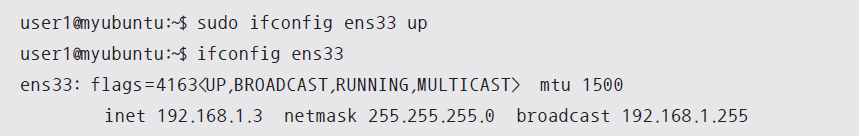 user1@myubuntu:~$ sudo ifconfig ens33 up
user1@myubuntu:~$ ifconfig ens33
ens33: flags=4163<UP,BROADCAST,RUNNING,MULTICAST>  mtu 1500
inet 192.168.1.3  netmask 255.255.255.0  broadcast 192.168.1.255